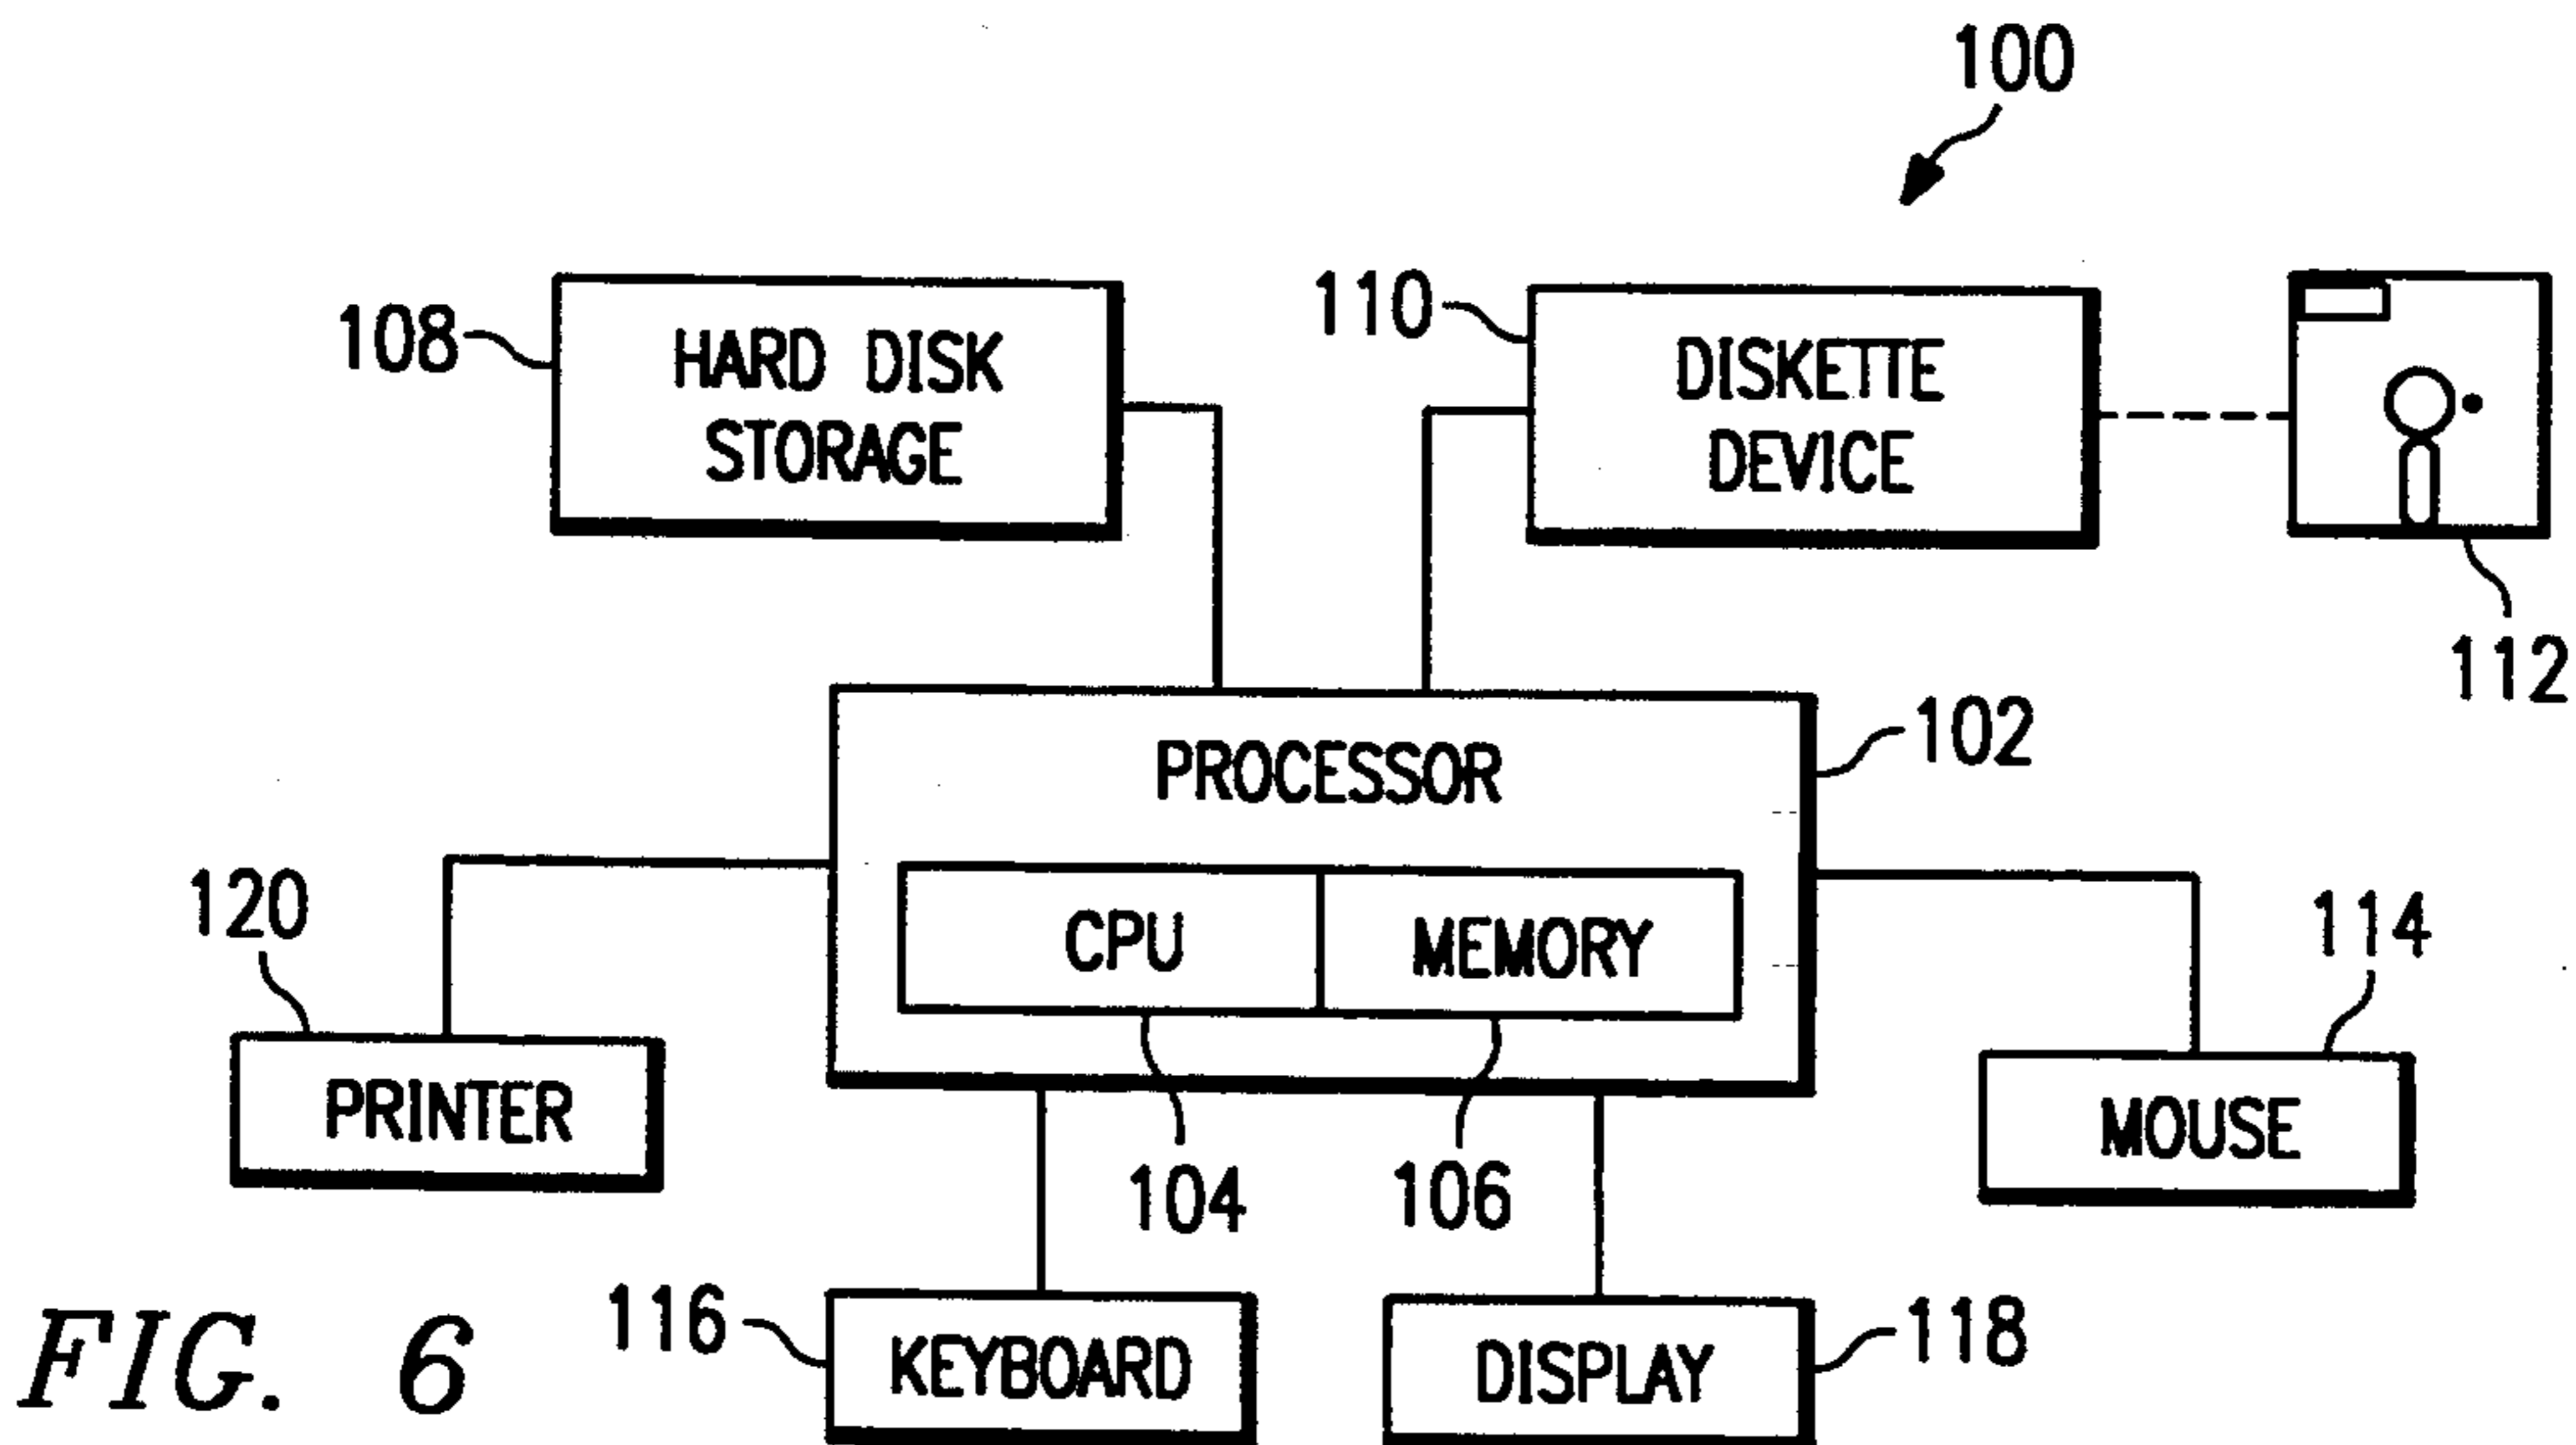 100
108
HARD DISK
STORAGE
110
DISKETTE
DEVICE
112
PROCESSOR
102
CPU
MEMORY
120
PRINTER
104
106
114
MOUSE
116
KEYBOARD
DISPLAY
118
FIG. 6